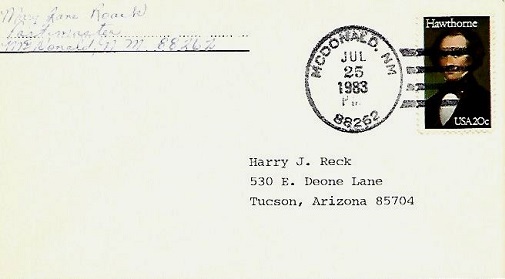 Mary Jane Roach
Postmaster
McDonald, N.M. 88262
MCDONALD, NM
JUL
25
1983
PM
88262
Hawthorne
USA 20c
Harry J. Reck
530 E. Deone Lane
Tucson, Arizona 85704